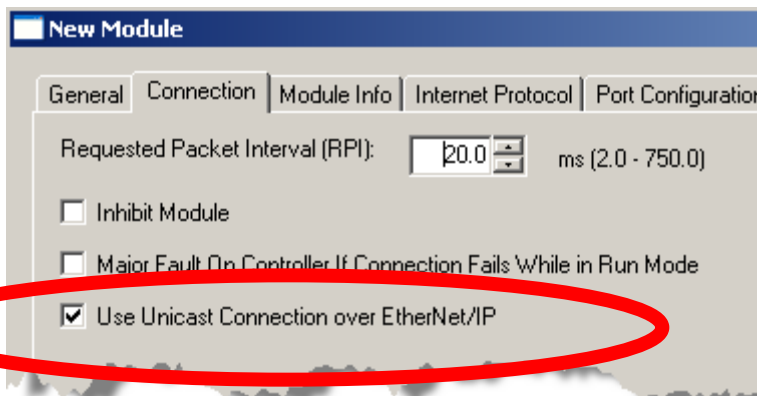 New Module
General Connection Module Info Internet Protocol Port Configuration
Requested Packet Interval (RPI): 20.0 ms (2.0 - 750.0)
Inhibit Module
Major Fault On Controller If Connection Fails While in Run Mode
Use Unicast Connection over EtherNet/IP